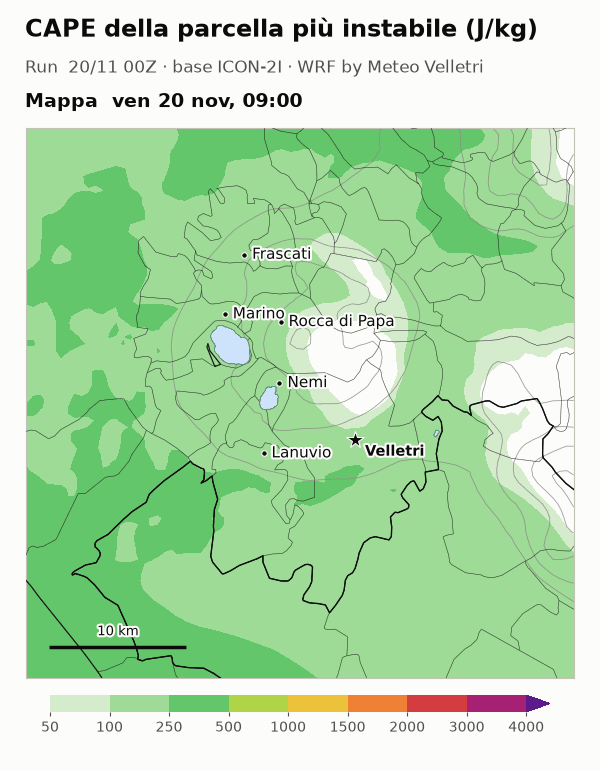 CAPE della parcella più instabile (J/kg)
Run  20/11 00Z · base ICON-2I · WRF by Meteo Velletri
Mappa  ven 20 nov, 09:00
Frascati
Marino
Rocca di Papa
Nemi
Velletri
Lanuvio
10 km
50 100 250 500 1000 1500 2000 3000 4000